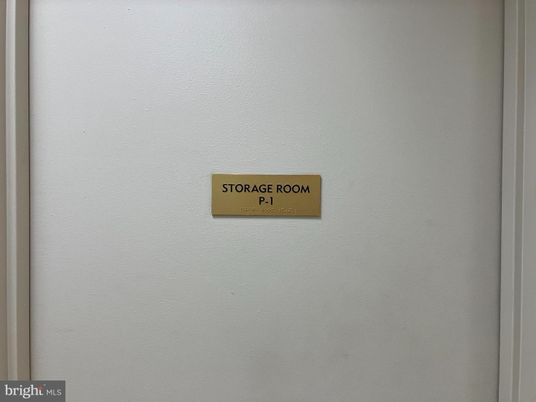 STORAGE ROOM
P-1
bright MLS